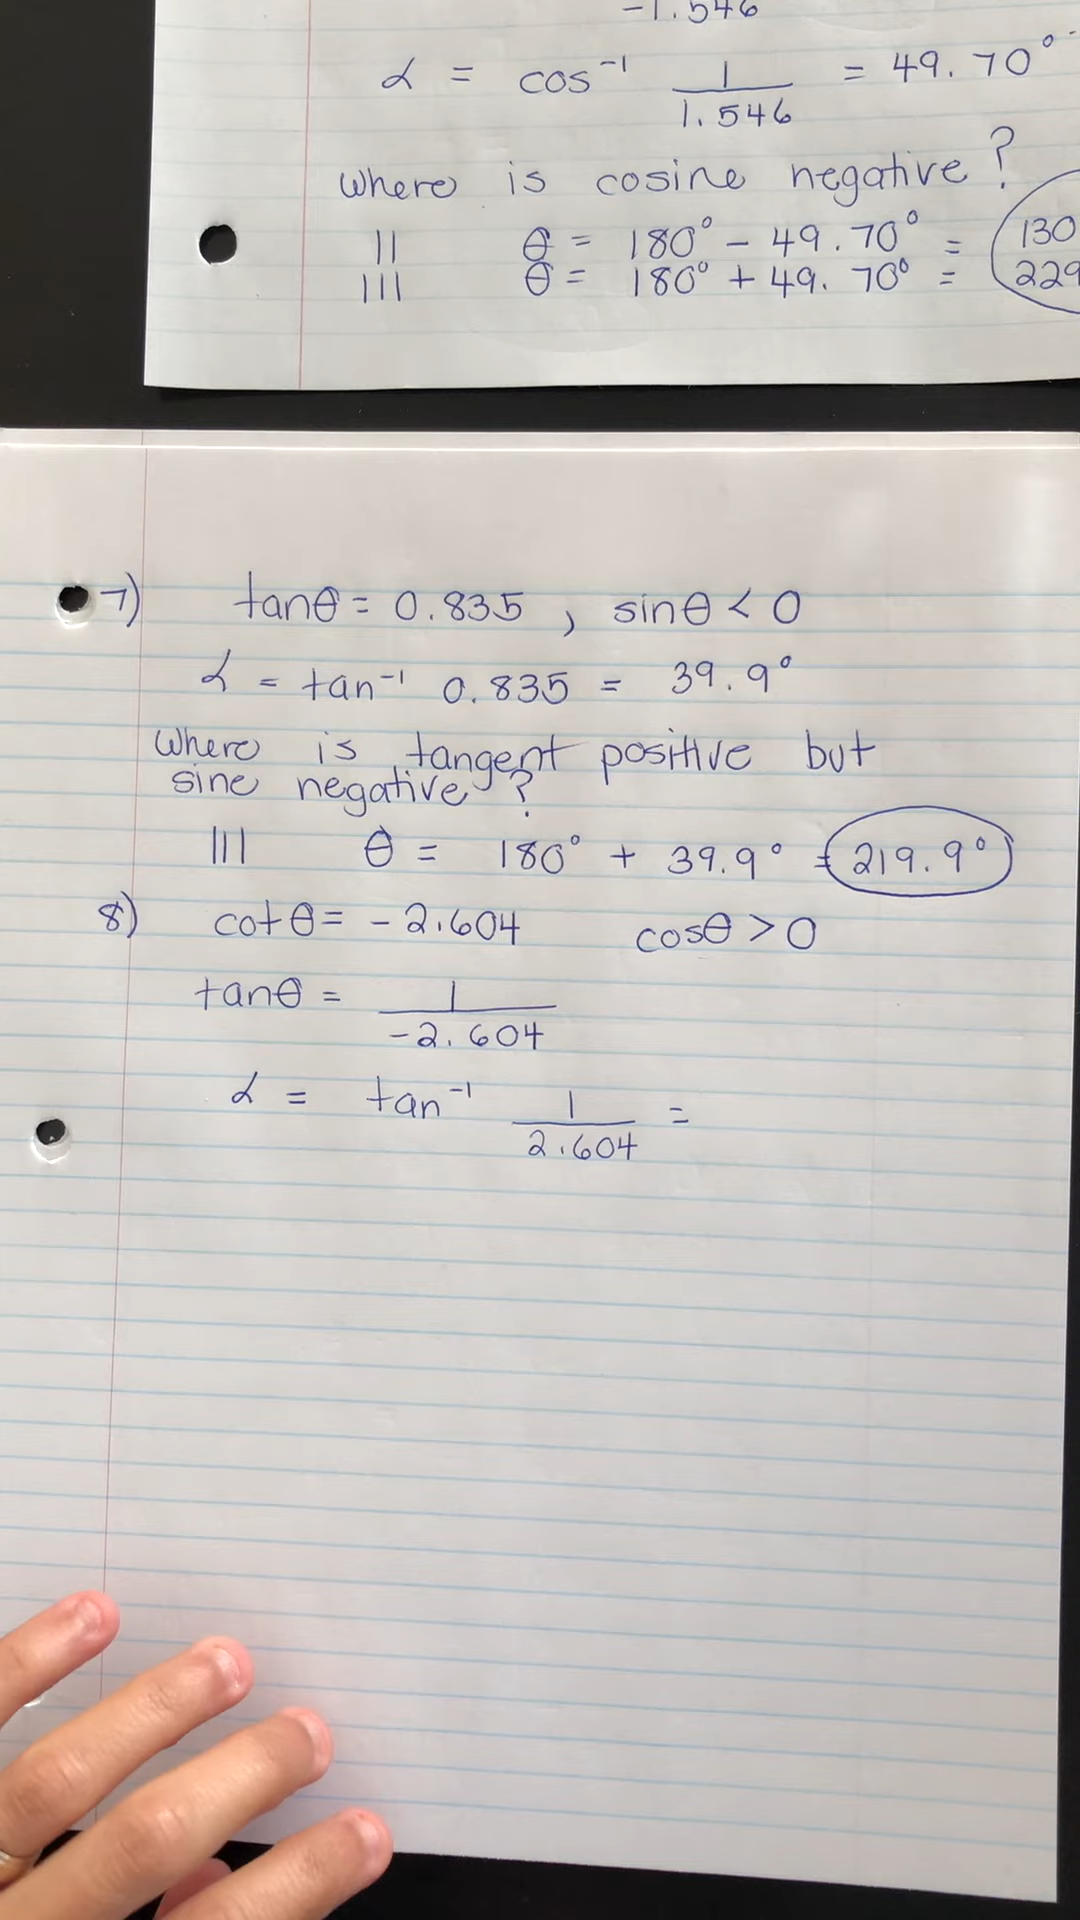 -1.546
α = cos⁻¹ 1/1.546 = 49.70°
Where is cosine negative?
II θ = 180° - 49.70° = 130
III θ = 180° + 49.70° = 229
7) tanθ = 0.835 , sinθ < 0
α = tan⁻¹ 0.835 = 39.9°
Where is tangent positive but
sine negative?
III θ = 180° + 39.9° = 219.9°
8) cotθ = -2.604 cosθ > 0
tanθ = 1/-2.604
α = tan⁻¹ 1/2.604 =